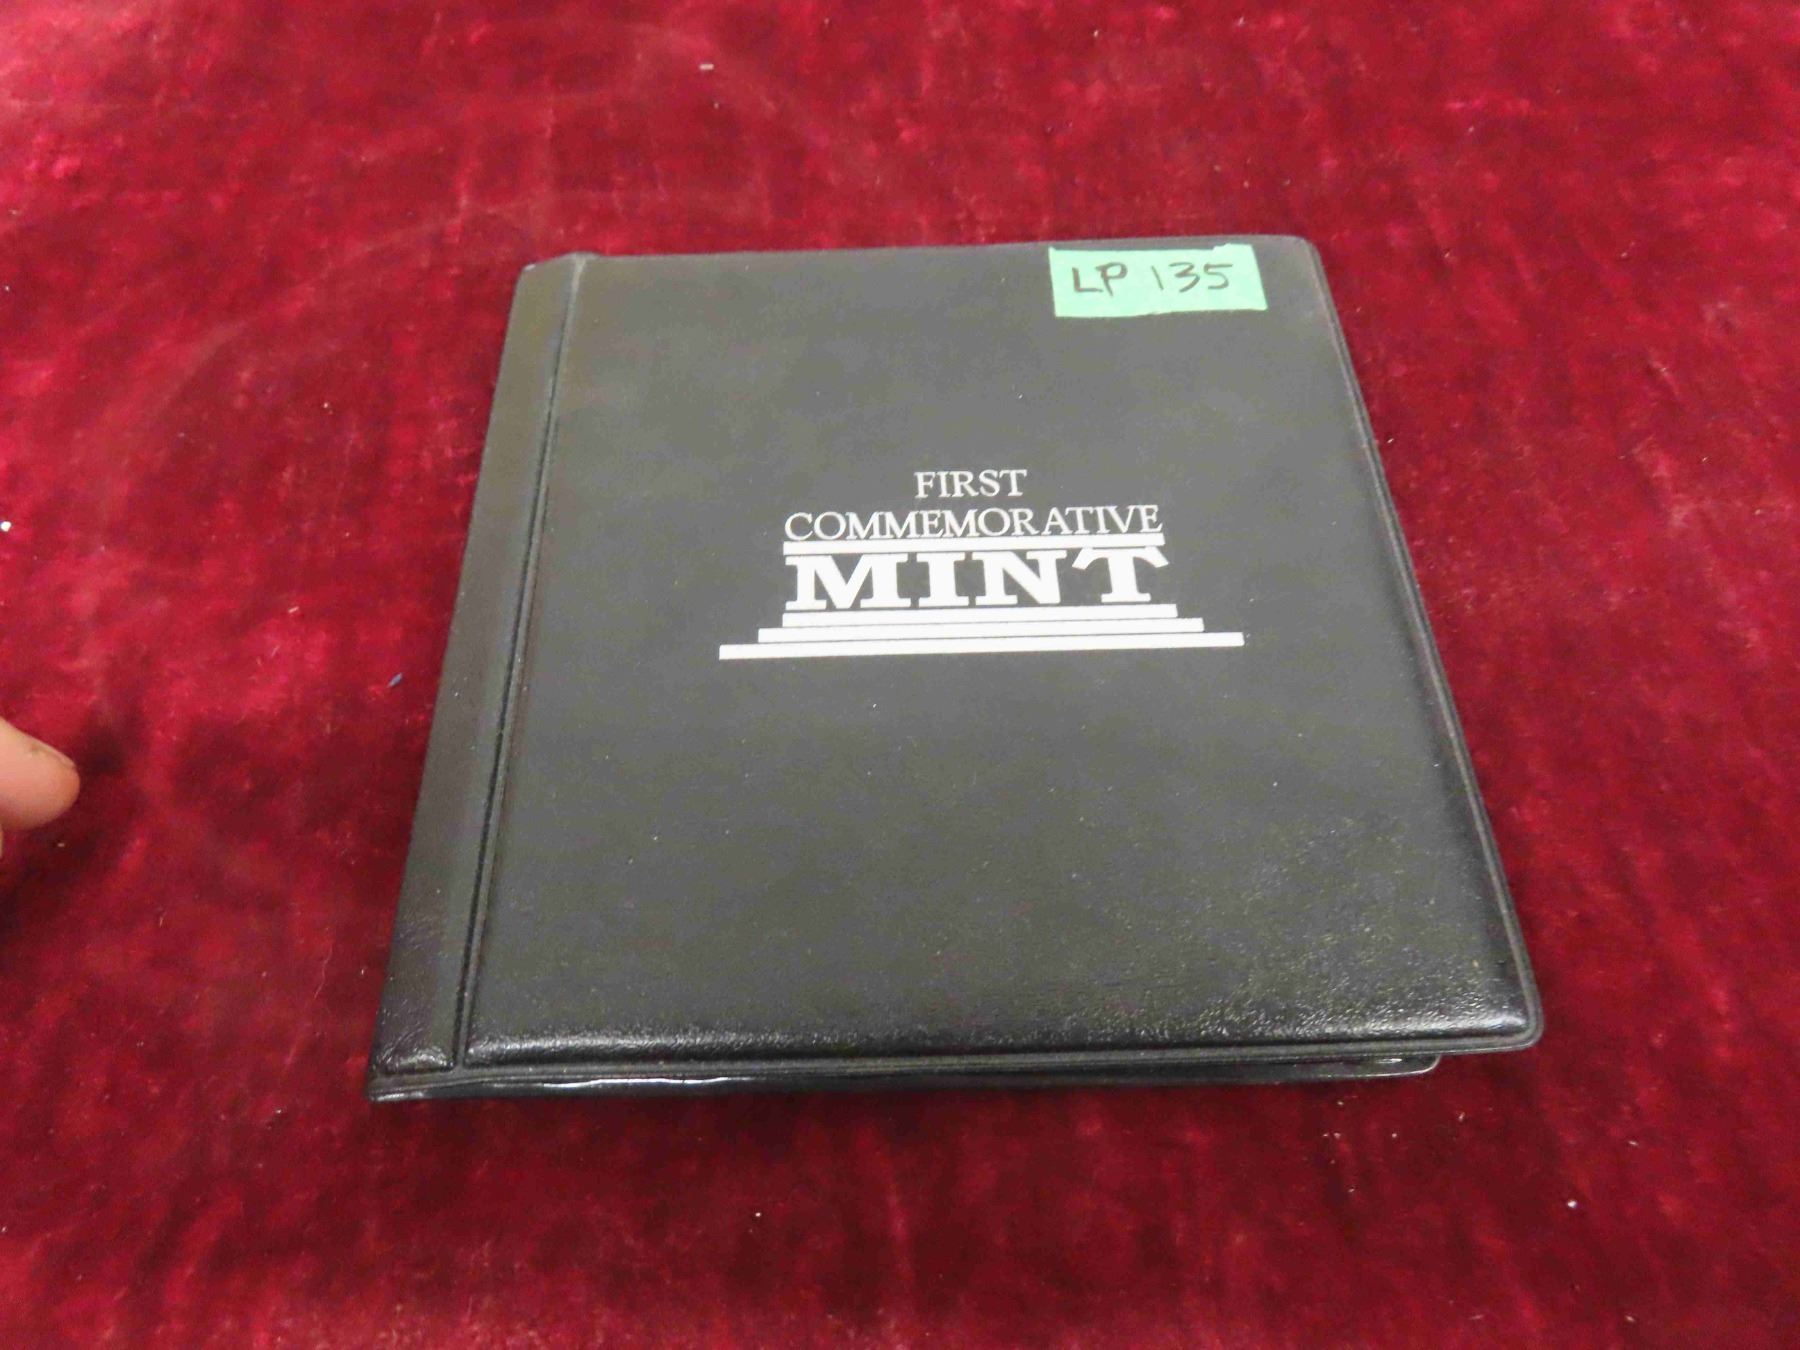 LP 135
FIRST
COMMEMORATIVE
MINT